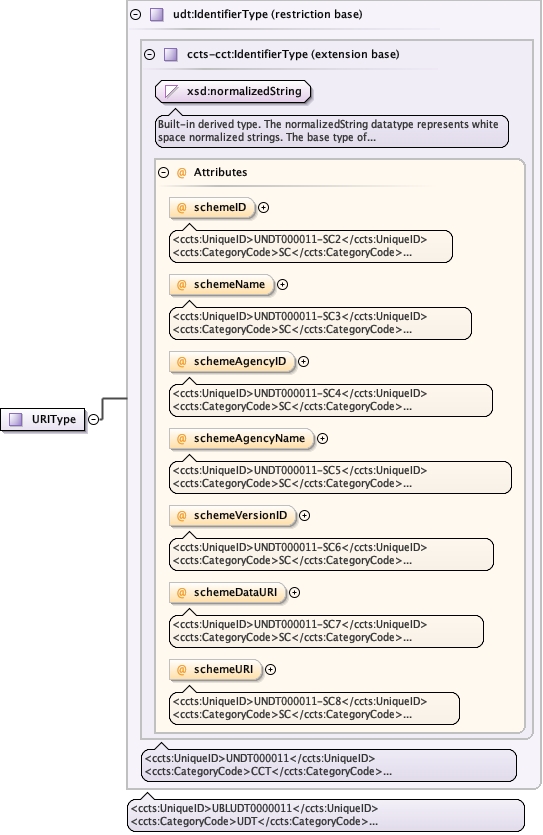 udt:IdentifierType (restriction base)
ccts-cct:IdentifierType (extension base)
xsd:normalizedString
Built-in derived type. The normalizedString datatype represents white
space normalized strings. The base type of...
@ Attributes
@ schemeID
<ccts:UniqueID>UNDT000011-SC2</ccts:UniqueID>
<ccts:CategoryCode>SC</ccts:CategoryCode>...
@ schemeName
<ccts:UniqueID>UNDT000011-SC3</ccts:UniqueID>
<ccts:CategoryCode>SC</ccts:CategoryCode>...
@ schemeAgencyID
<ccts:UniqueID>UNDT000011-SC4</ccts:UniqueID>
<ccts:CategoryCode>SC</ccts:CategoryCode>...
URIType
@ schemeAgencyName
<ccts:UniqueID>UNDT000011-SC5</ccts:UniqueID>
<ccts:CategoryCode>SC</ccts:CategoryCode>...
@ schemeVersionID
<ccts:UniqueID>UNDT000011-SC6</ccts:UniqueID>
<ccts:CategoryCode>SC</ccts:CategoryCode>...
@ schemeDataURI
<ccts:UniqueID>UNDT000011-SC7</ccts:UniqueID>
<ccts:CategoryCode>SC</ccts:CategoryCode>...
@ schemeURI
<ccts:UniqueID>UNDT000011-SC8</ccts:UniqueID>
<ccts:CategoryCode>SC</ccts:CategoryCode>...
<ccts:UniqueID>UNDT000011</ccts:UniqueID>
<ccts:CategoryCode>CCT</ccts:CategoryCode>...
<ccts:UniqueID>UBLUDT0000011</ccts:UniqueID>
<ccts:CategoryCode>UDT</ccts:CategoryCode>...